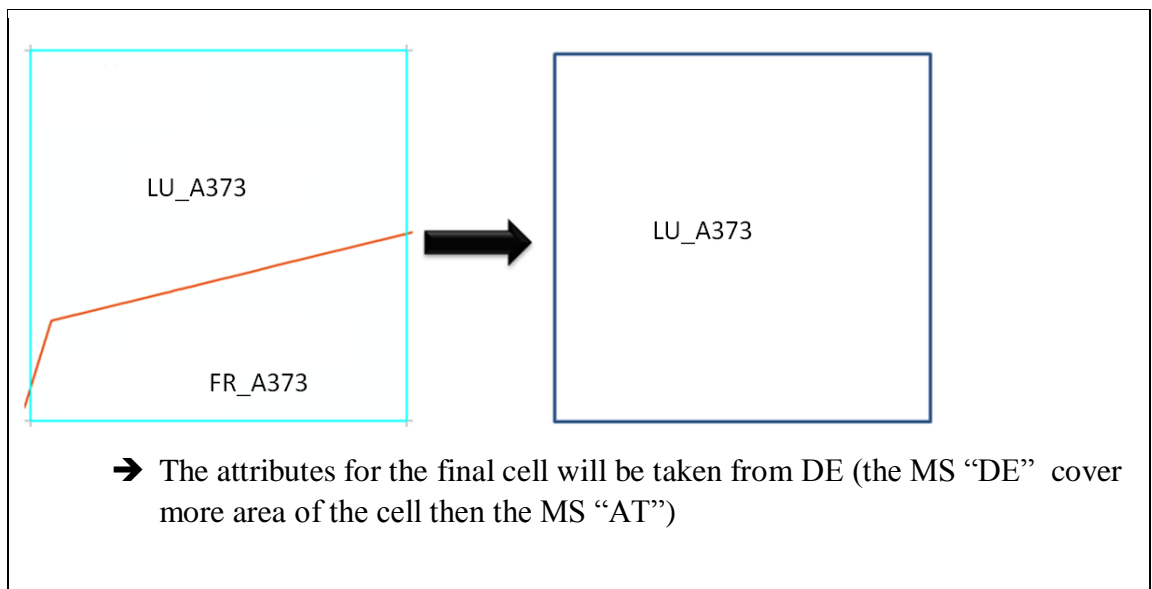 LU_A373
LU_A373
FR_A373
➔ The attributes for the final cell will be taken from DE (the MS “DE” cover
more area of the cell then the MS “AT”)